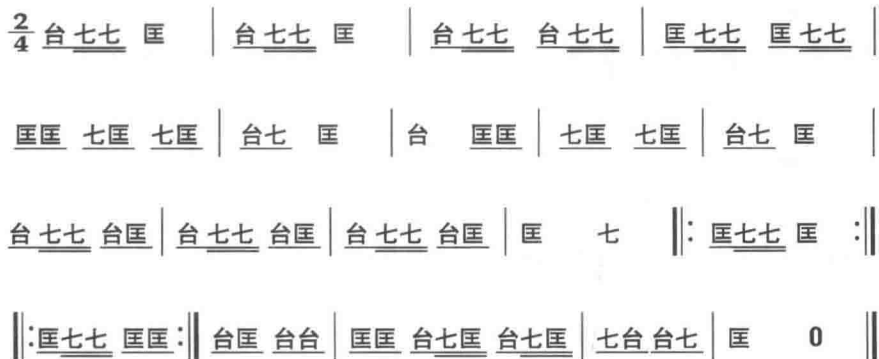 2/4 台七七 匡 | 台七七 匡 | 台七七 台七七 | 匡七七 匡七七 |
匡匡 七匡 七匡 | 台七 匡 | 台 匡匡 | 七匡 七匡 | 台七 匡 |
台七七 台匡 | 台七七 台匡 | 台七七 台匡 | 匡 七 ‖: 匡七七 匡 :‖
‖:匡七七 匡匡:‖ 台匡 台台 | 匡匡 台七匡 台七匡 | 七台 台七 | 匡 0 ‖